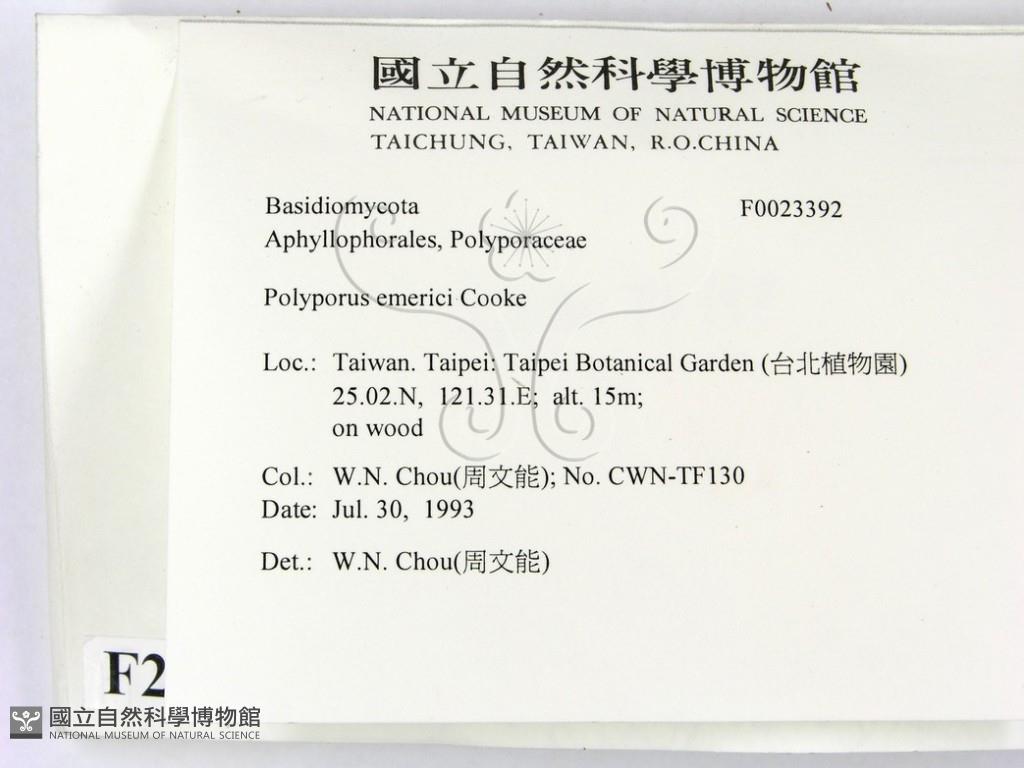 國立自然科學博物館
NATIONAL MUSEUM OF NATURAL SCIENCE
TAICHUNG, TAIWAN, R.O.CHINA
Basidiomycota F0023392
Aphyllophorales, Polyporaceae
Polyporus emerici Cooke
Loc.: Taiwan. Taipei: Taipei Botanical Garden (台北植物園)
25.02.N, 121.31.E; alt. 15m;
on wood
Col.: W.N. Chou(周文能); No. CWN-TF130
Date: Jul. 30, 1993
Det.: W.N. Chou(周文能)
F2
國立自然科學博物館
NATIONAL MUSEUM OF NATURAL SCIENCE